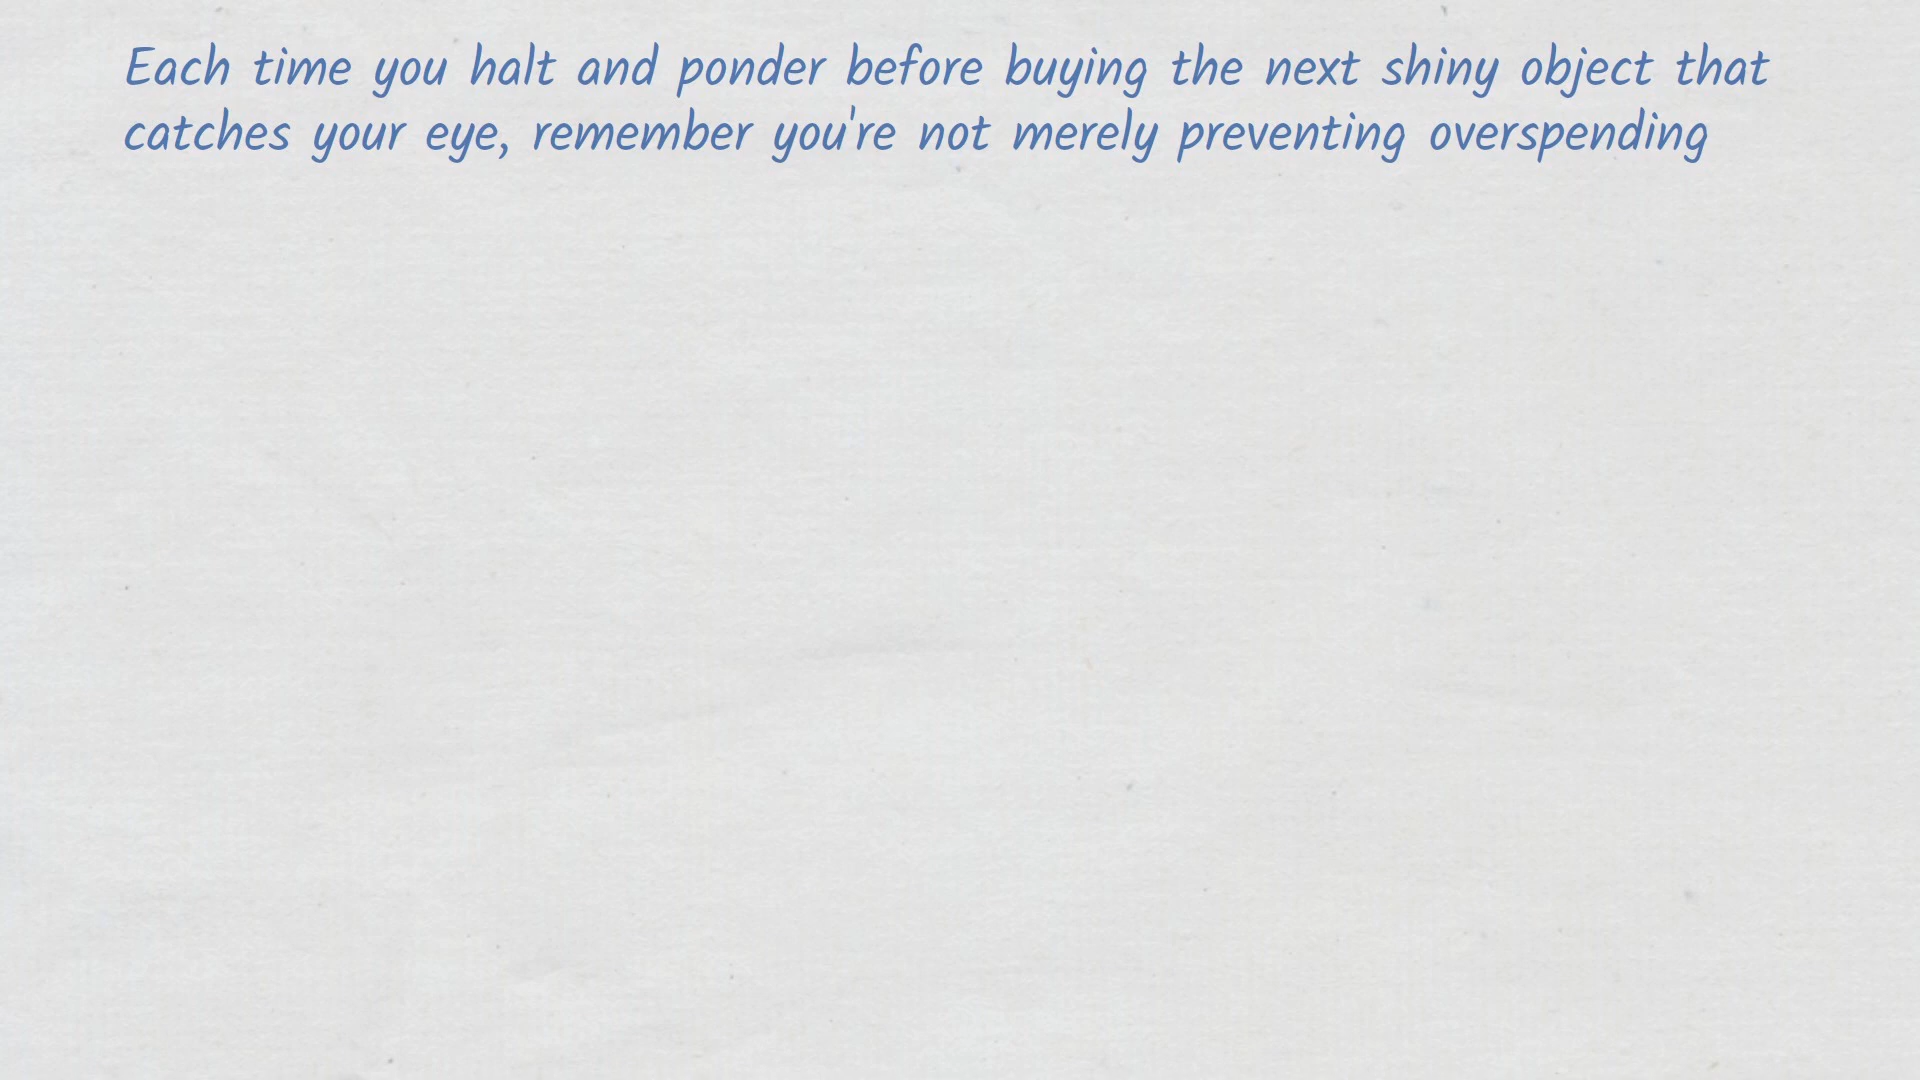 Each time you halt and ponder before buying the next shiny object that
catches your eye, remember you're not merely preventing overspending